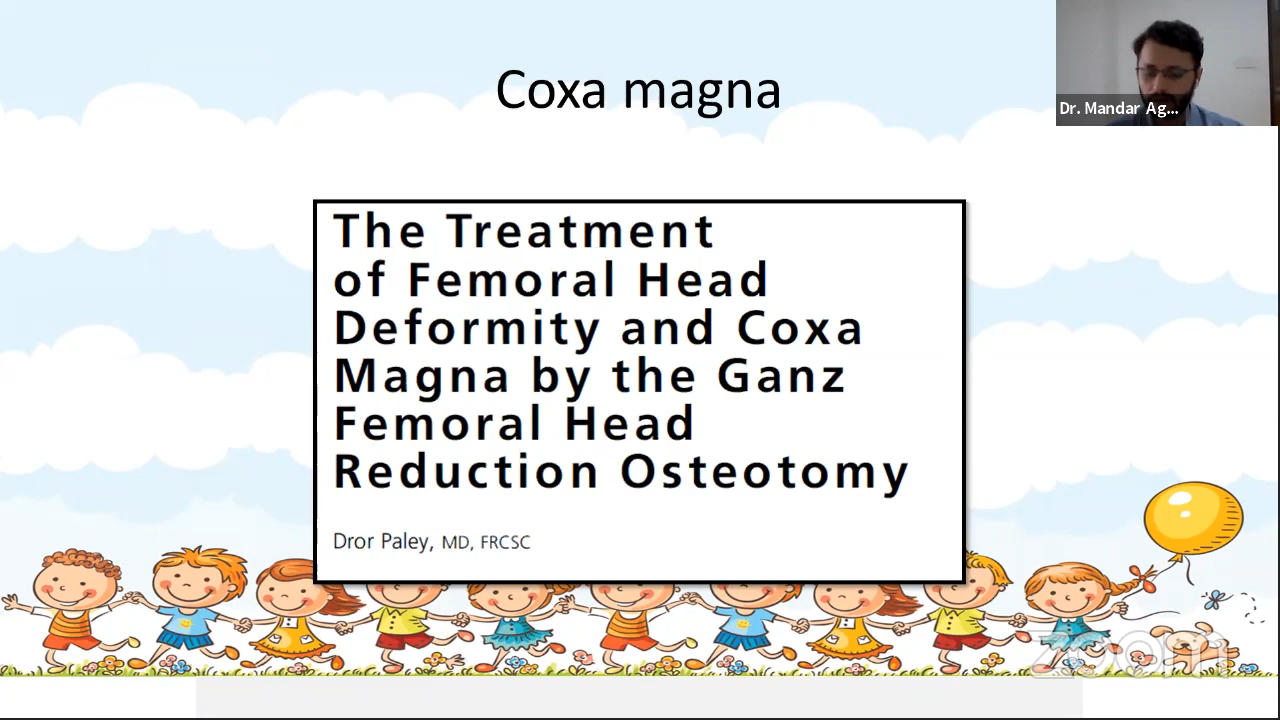 Coxa magna
Dr. Mandar Ag...
The Treatment
of Femoral Head
Deformity and Coxa
Magna by the Ganz
Femoral Head
Reduction Osteotomy
Dror Paley, MD, FRCSC
zoom